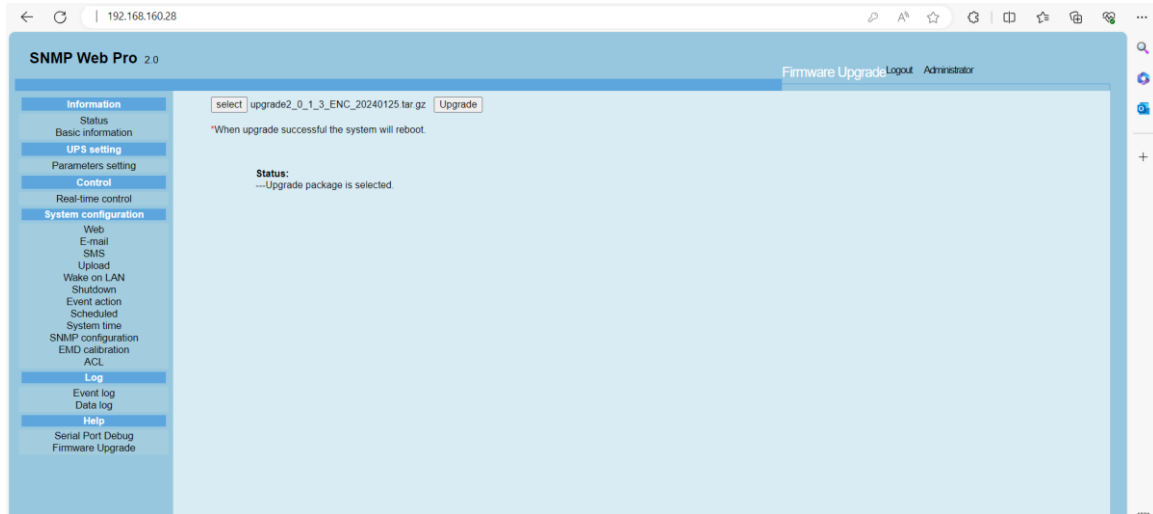 192.168.160.28
SNMP Web Pro 2.0
Firmware Upgrade Logout Administrator
Information
Status
Basic information
UPS setting
Parameters setting
Control
Real-time control
System configuration
Web
E-mail
SMS
Upload
Wake on LAN
Shutdown
Event action
Scheduled
System time
SNMP configuration
EMD calibration
ACL
Log
Event log
Data log
Help
Serial Port Debug
Firmware Upgrade
select upgrade2_0_1_3_ENC_20240125.tar.gz Upgrade
*When upgrade successful the system will reboot.
Status:
---Upgrade package is selected.